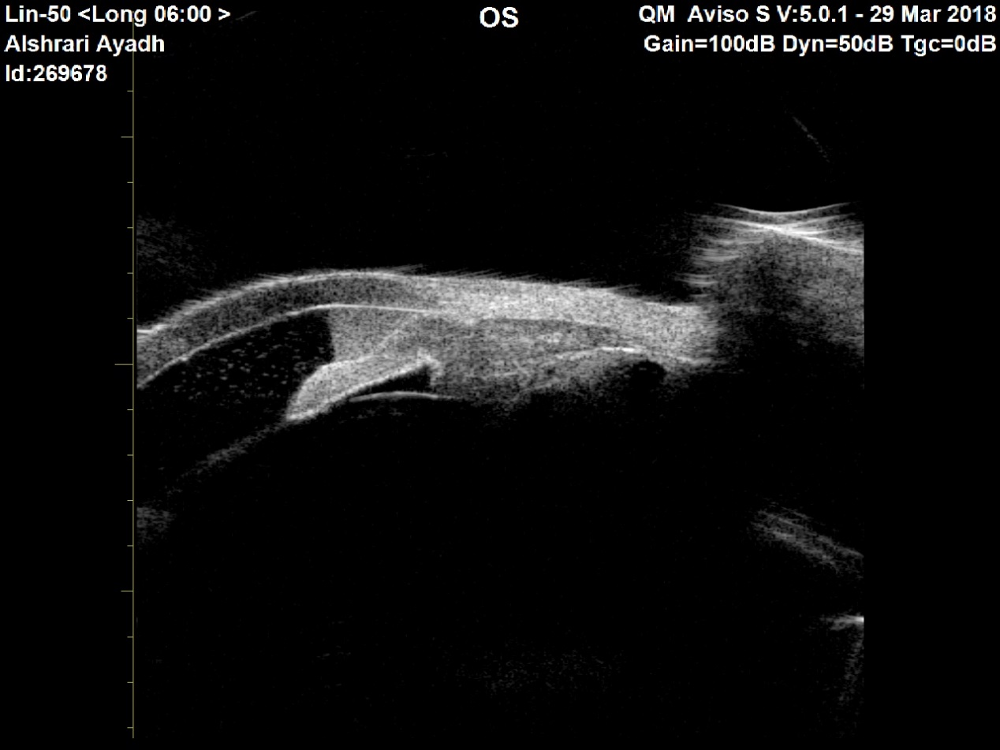 Lin-50 <Long 06:00 >
Alshrari Ayadh
Id:269678
OS
QM Aviso S V:5.0.1 - 29 Mar 2018
Gain=100dB Dyn=50dB Tgc=0dB